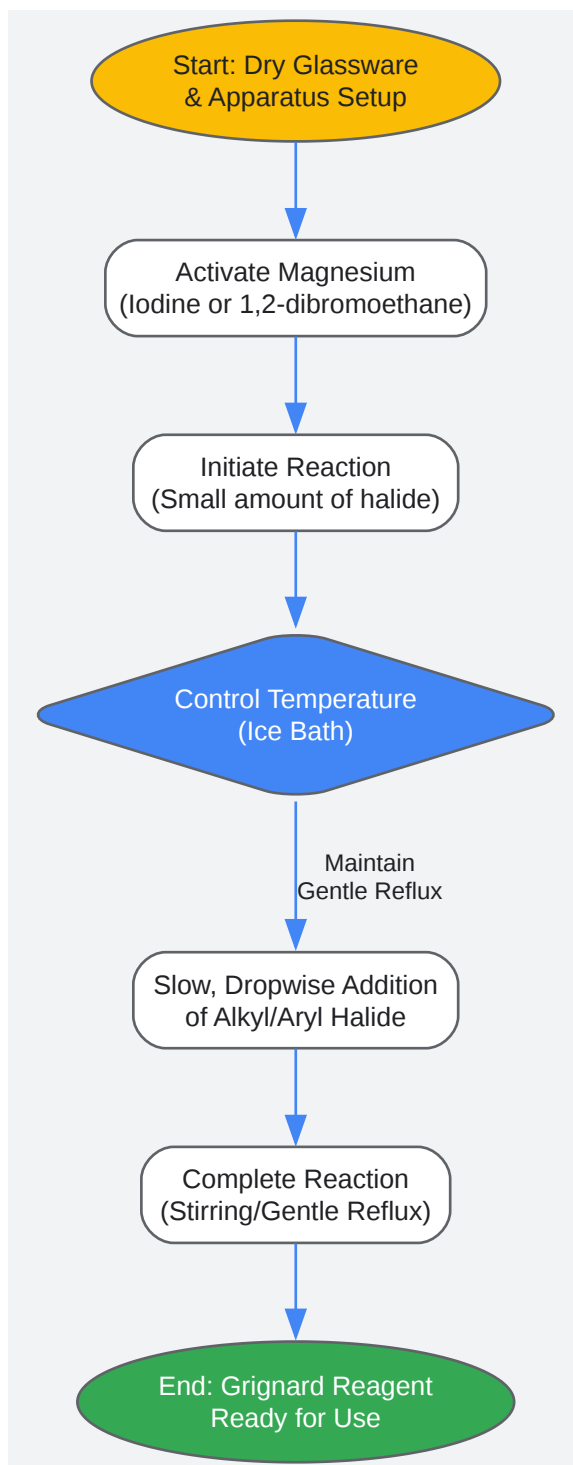 Start: Dry Glassware
& Apparatus Setup
Activate Magnesium
(Iodine or 1,2-dibromoethane)
Initiate Reaction
(Small amount of halide)
Control Temperature
(Ice Bath)
Maintain
Gentle Reflux
Slow, Dropwise Addition
of Alkyl/Aryl Halide
Complete Reaction
(Stirring/Gentle Reflux)
End: Grignard Reagent
Ready for Use